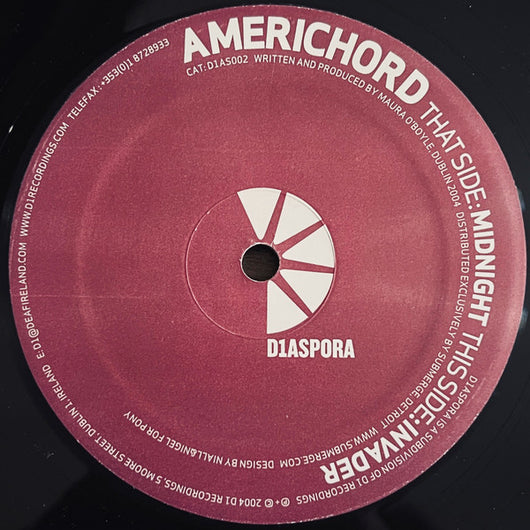 AMERICHORD THAT SIDE: MIDNIGHT THIS SIDE: INVADER
CAT: D1AS002 WRITTEN AND PRODUCED BY MAURA O'BOYLE, DUBLIN 2004 DISTRIBUTED EXCLUSIVELY BY SUBMERGE DETROIT WWW.SUBMERGE.COM DESIGN BY NIALL&NIGEL FOR PONY
D1ASPORA IS A SUBDIVISION OF D1 RECORDINGS ℗+© 2004 D1 RECORDINGS, 5 MOORE STREET, DUBLIN 1, IRELAND E: D1@DEAFIRELAND.COM WWW.D1RECORDINGS.COM TELEFAX: +353(0)1 8728933
D1ASPORA